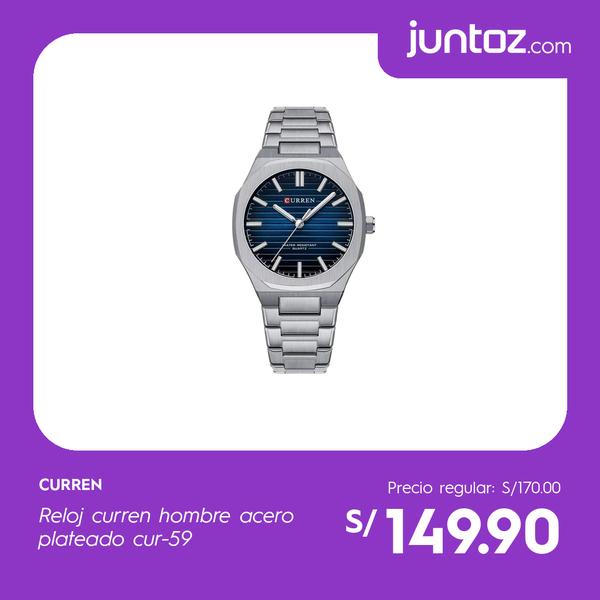 juntoz.com
CURREN
WATER RESISTANT
QUARTZ
CURREN
Precio regular: S/170.00
Reloj curren hombre acero
plateado cur-59
S/149.90